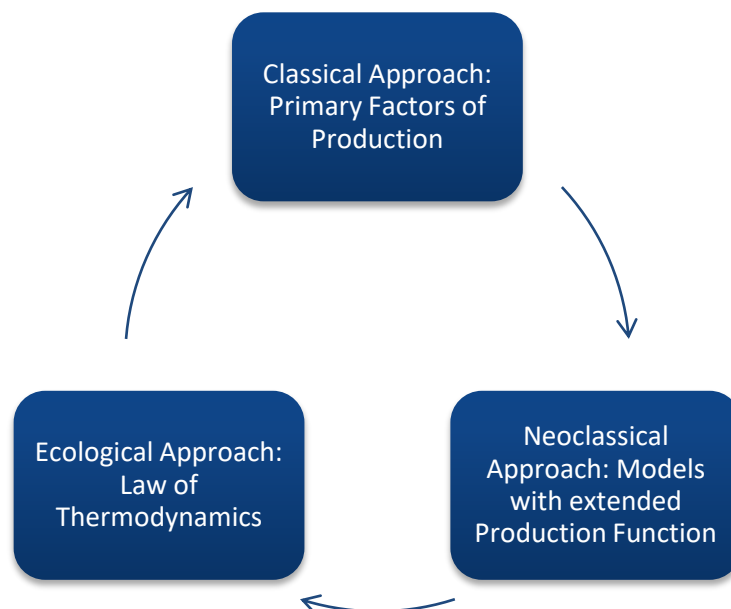 Classical Approach:
Primary Factors of
Production
Ecological Approach:
Law of
Thermodynamics
Neoclassical
Approach: Models
with extended
Production Function